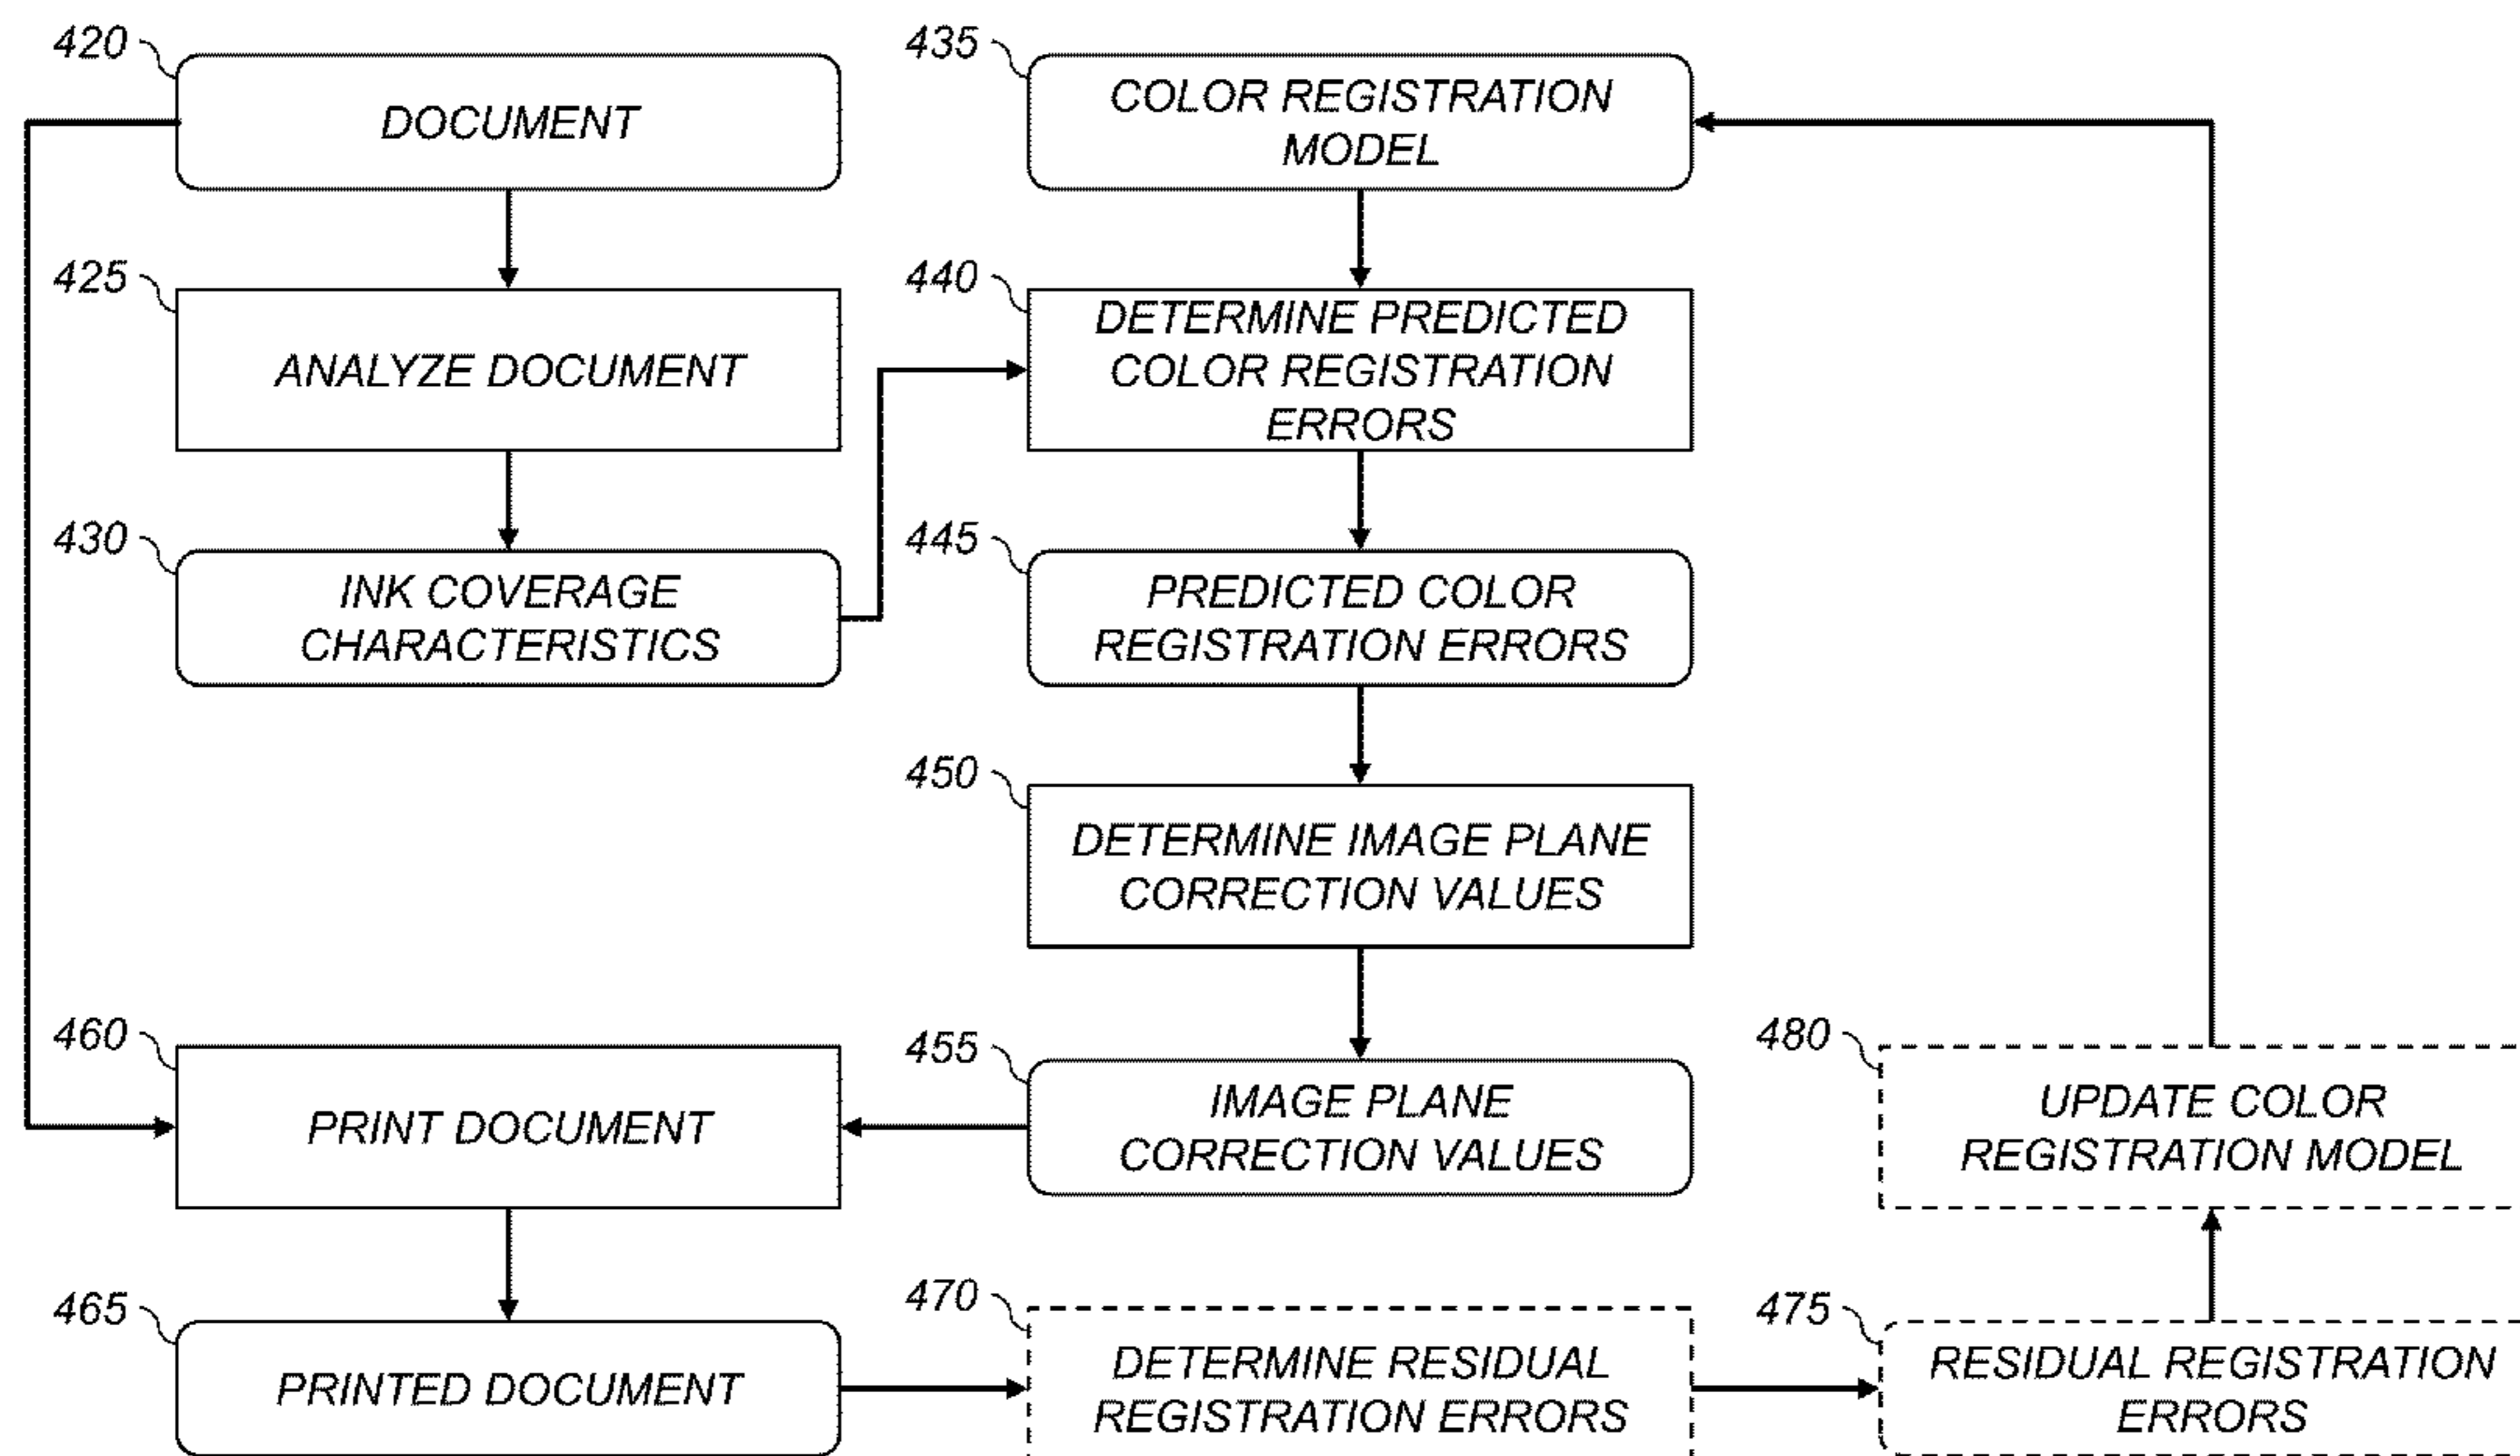 420
DOCUMENT
435
COLOR REGISTRATION
MODEL
425
ANALYZE DOCUMENT
440
DETERMINE PREDICTED
COLOR REGISTRATION
ERRORS
430
INK COVERAGE
CHARACTERISTICS
445
PREDICTED COLOR
REGISTRATION ERRORS
450
DETERMINE IMAGE PLANE
CORRECTION VALUES
460
PRINT DOCUMENT
455
IMAGE PLANE
CORRECTION VALUES
480
UPDATE COLOR
REGISTRATION MODEL
465
PRINTED DOCUMENT
470
DETERMINE RESIDUAL
REGISTRATION ERRORS
475
RESIDUAL REGISTRATION
ERRORS